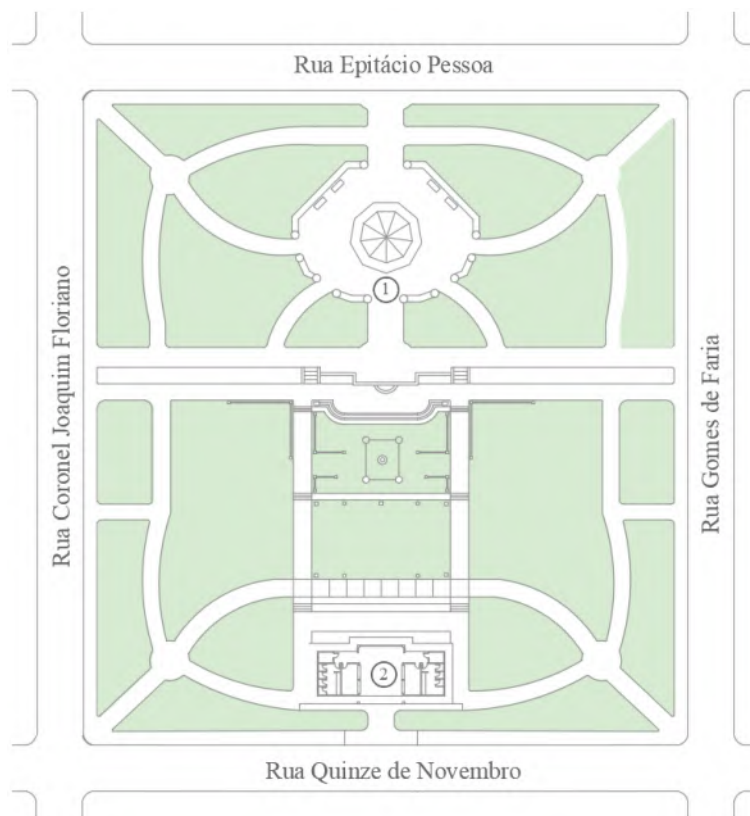 Rua Epitácio Pessoa
Rua Coronel Joaquim Floriano
1
Rua Gomes de Faria
2
Rua Quinze de Novembro